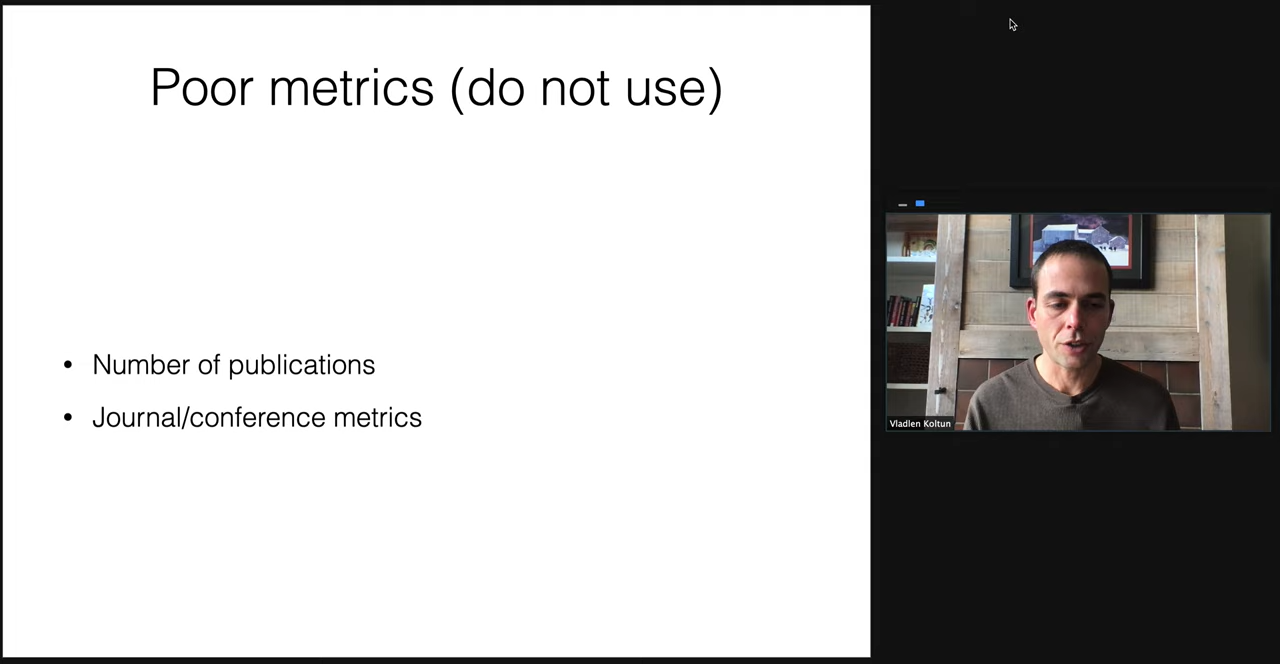 Poor metrics (do not use)
• Number of publications
• Journal/conference metrics
Vladlen Koltun